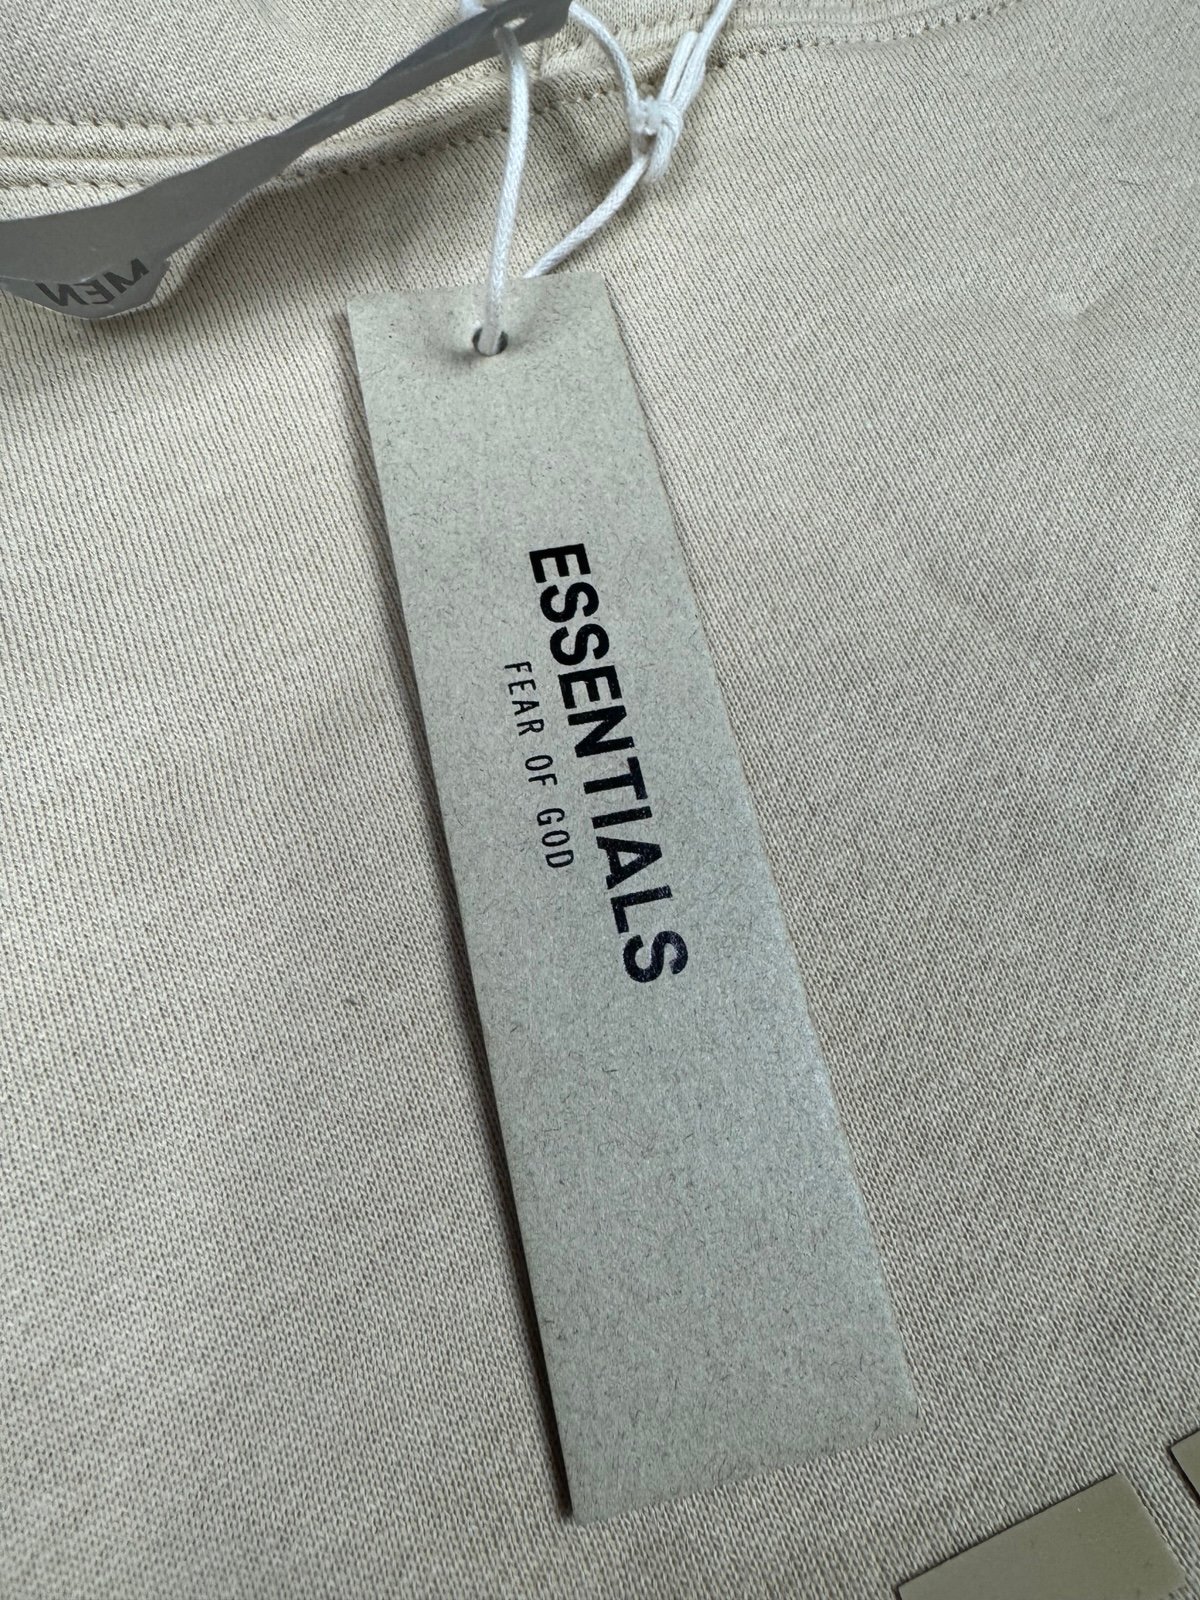 MEN
ESSENTIALS
FEAR OF GOD